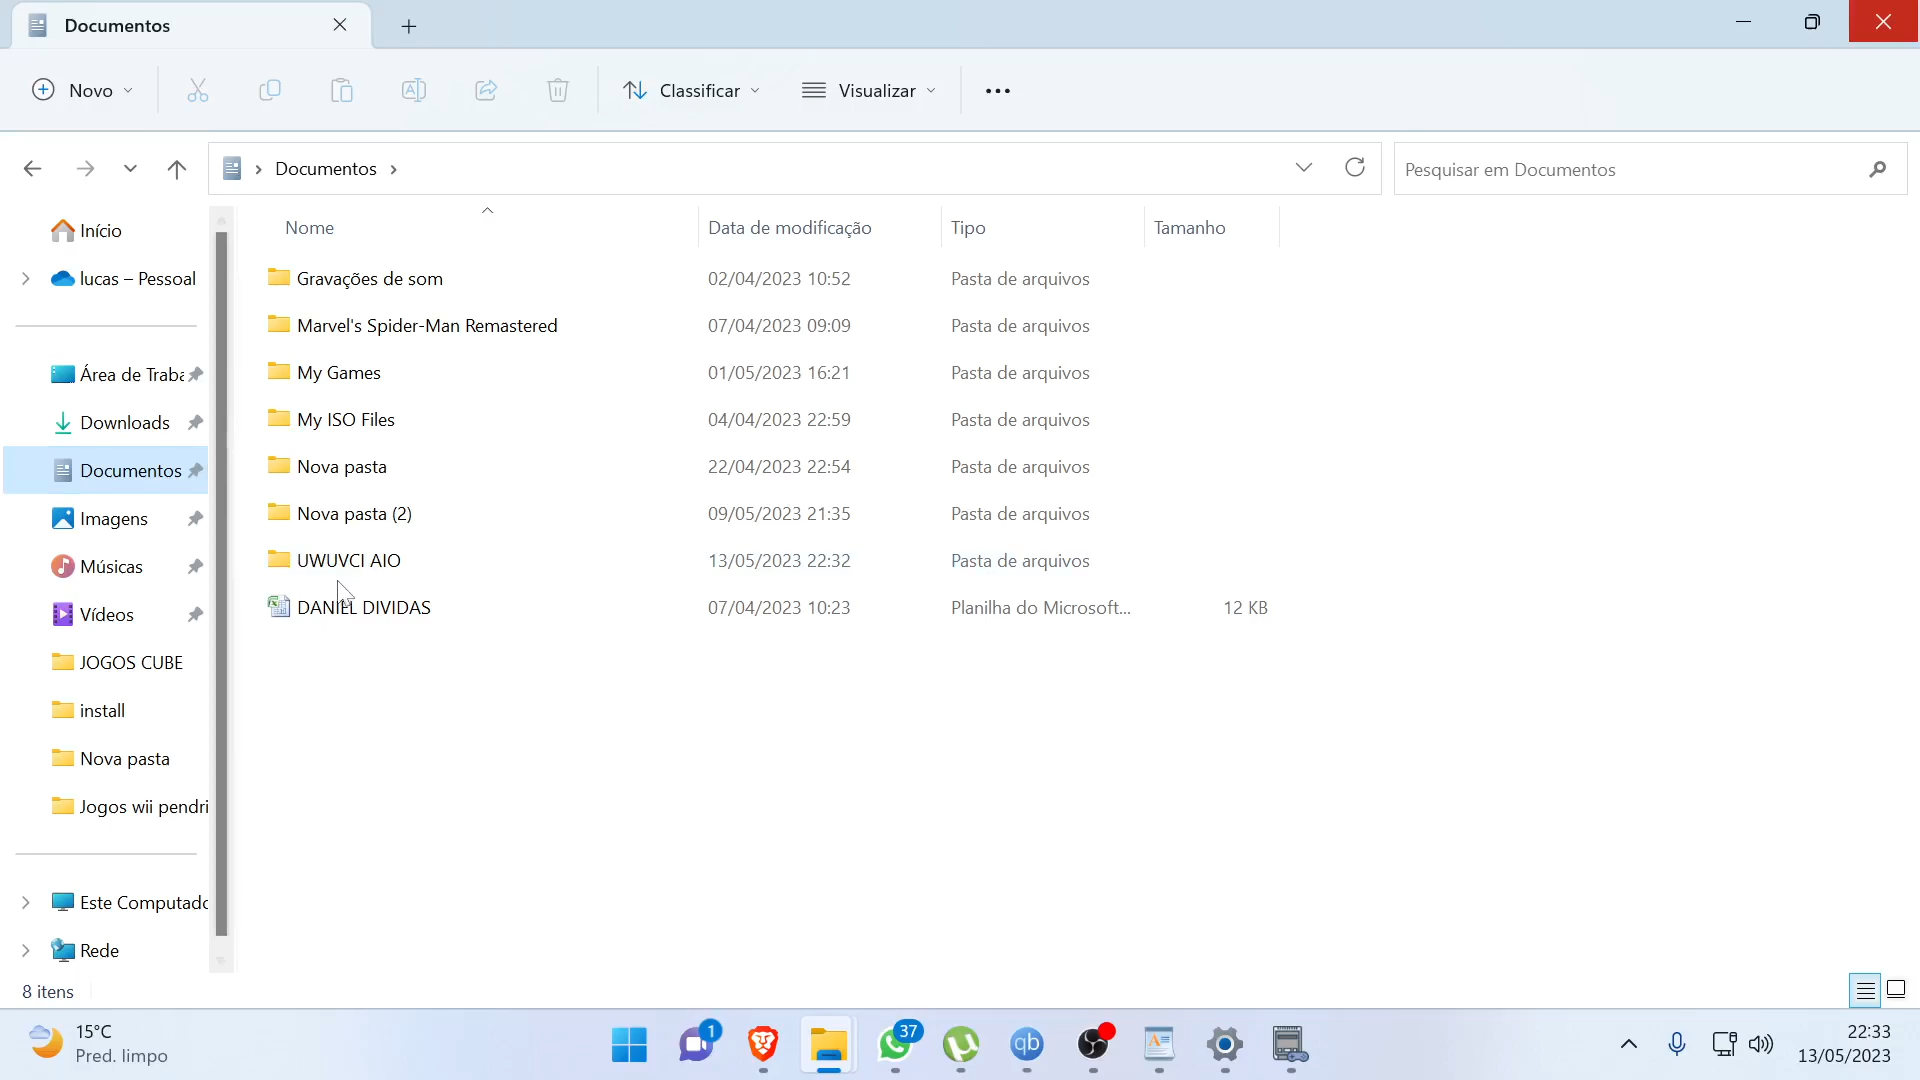 Documentos
Novo
Classificar
Visualizar
Documentos
Pesquisar em Documentos
Nome
Data de modificação
Tipo
Tamanho
Início
lucas – Pessoal
Área de Traba
Downloads
Documentos
Imagens
Músicas
Vídeos
JOGOS CUBE
install
Nova pasta
Jogos wii pendri
Este Computado
Rede
Gravações de som 02/04/2023 10:52 Pasta de arquivos
Marvel's Spider-Man Remastered 07/04/2023 09:09 Pasta de arquivos
My Games 01/05/2023 16:21 Pasta de arquivos
My ISO Files 04/04/2023 22:59 Pasta de arquivos
Nova pasta 22/04/2023 22:54 Pasta de arquivos
Nova pasta (2) 09/05/2023 21:35 Pasta de arquivos
UWUVCI AIO 13/05/2023 22:32 Pasta de arquivos
DANIEL DIVIDAS 07/04/2023 10:23 Planilha do Microsoft... 12 KB
8 itens
15°C
Pred. limpo
1
37
qb
22:33
13/05/2023